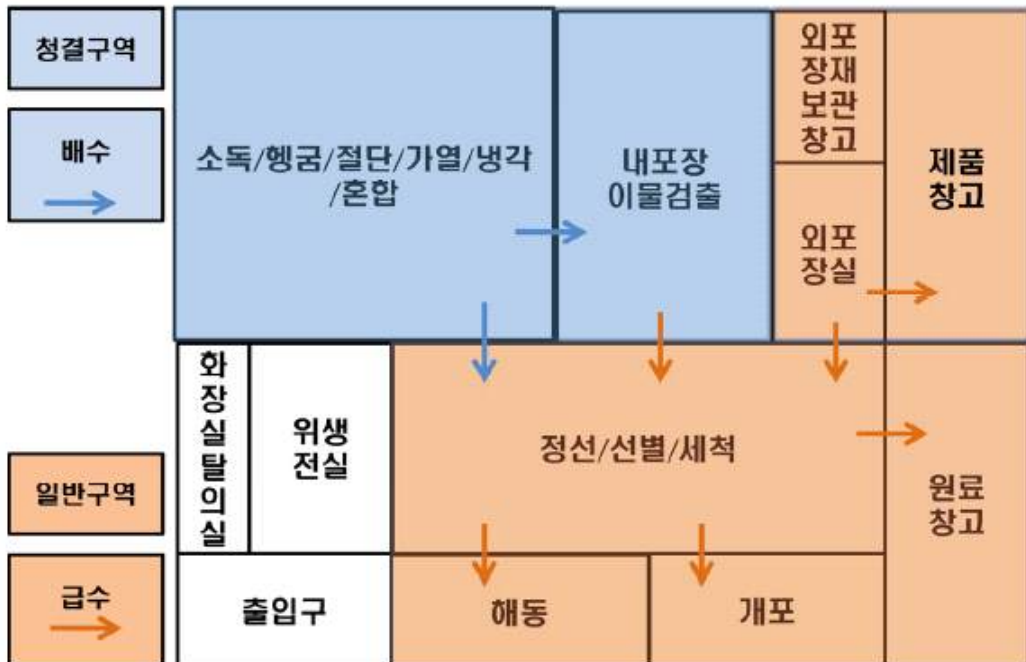 청결구역
배수
일반구역
급수
소독/헹굼/절단/가열/냉각
/혼합
내포장
이물검출
외포
장재
보관
창고
외포
장실
제품
창고
화
장
실
탈
의
실
위생
전실
정선/선별/세척
원료
창고
출입구
해동
개포